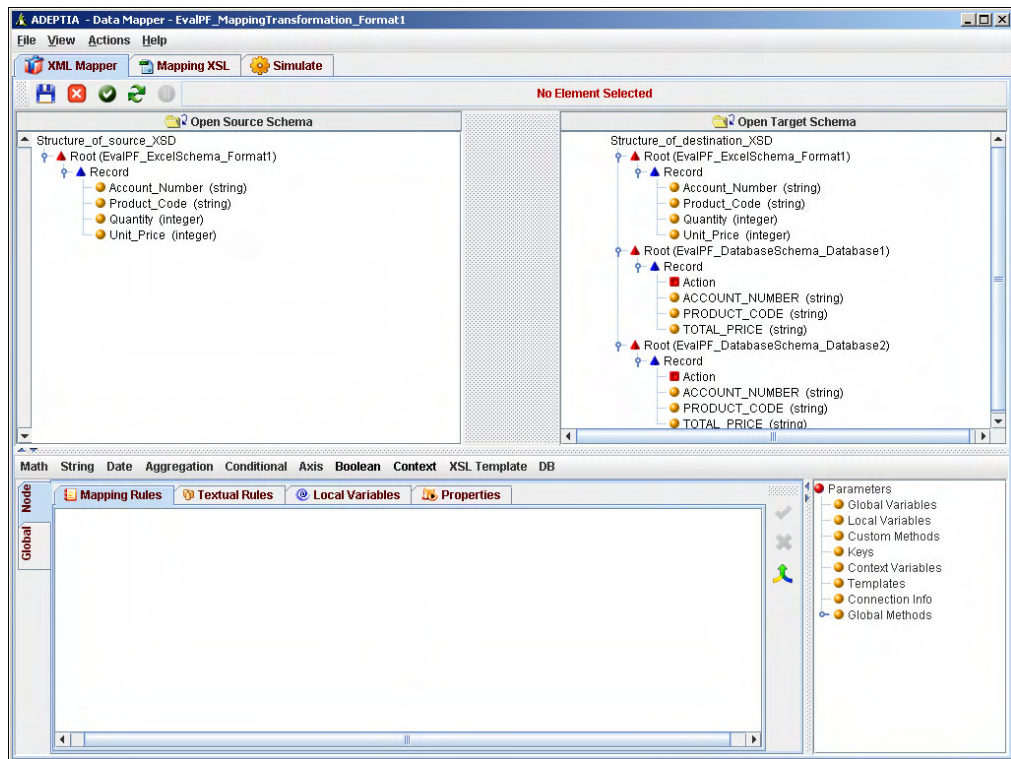 ADEPTIA - Data Mapper - EvalPF_MappingTransformation_Format1
File View Actions Help
XML Mapper Mapping XSL Simulate
No Element Selected
Open Source Schema
Structure_of_source_XSD
Root (EvalPF_ExcelSchema_Format1)
Record
Account_Number (string)
Product_Code (string)
Quantity (integer)
Unit_Price (integer)
Open Target Schema
Structure_of_destination_XSD
Root (EvalPF_ExcelSchema_Format1)
Record
Account_Number (string)
Product_Code (string)
Quantity (integer)
Unit_Price (integer)
Root (EvalPF_DatabaseSchema_Database1)
Record
Action
ACCOUNT_NUMBER (string)
PRODUCT_CODE (string)
TOTAL_PRICE (string)
Root (EvalPF_DatabaseSchema_Database2)
Record
Action
ACCOUNT_NUMBER (string)
PRODUCT_CODE (string)
TOTAL_PRICE (string)
Math String Date Aggregation Conditional Axis Boolean Context XSL Template DB
Node
Global
Mapping Rules Textual Rules Local Variables Properties
Parameters
Global Variables
Local Variables
Custom Methods
Keys
Context Variables
Templates
Connection Info
Global Methods